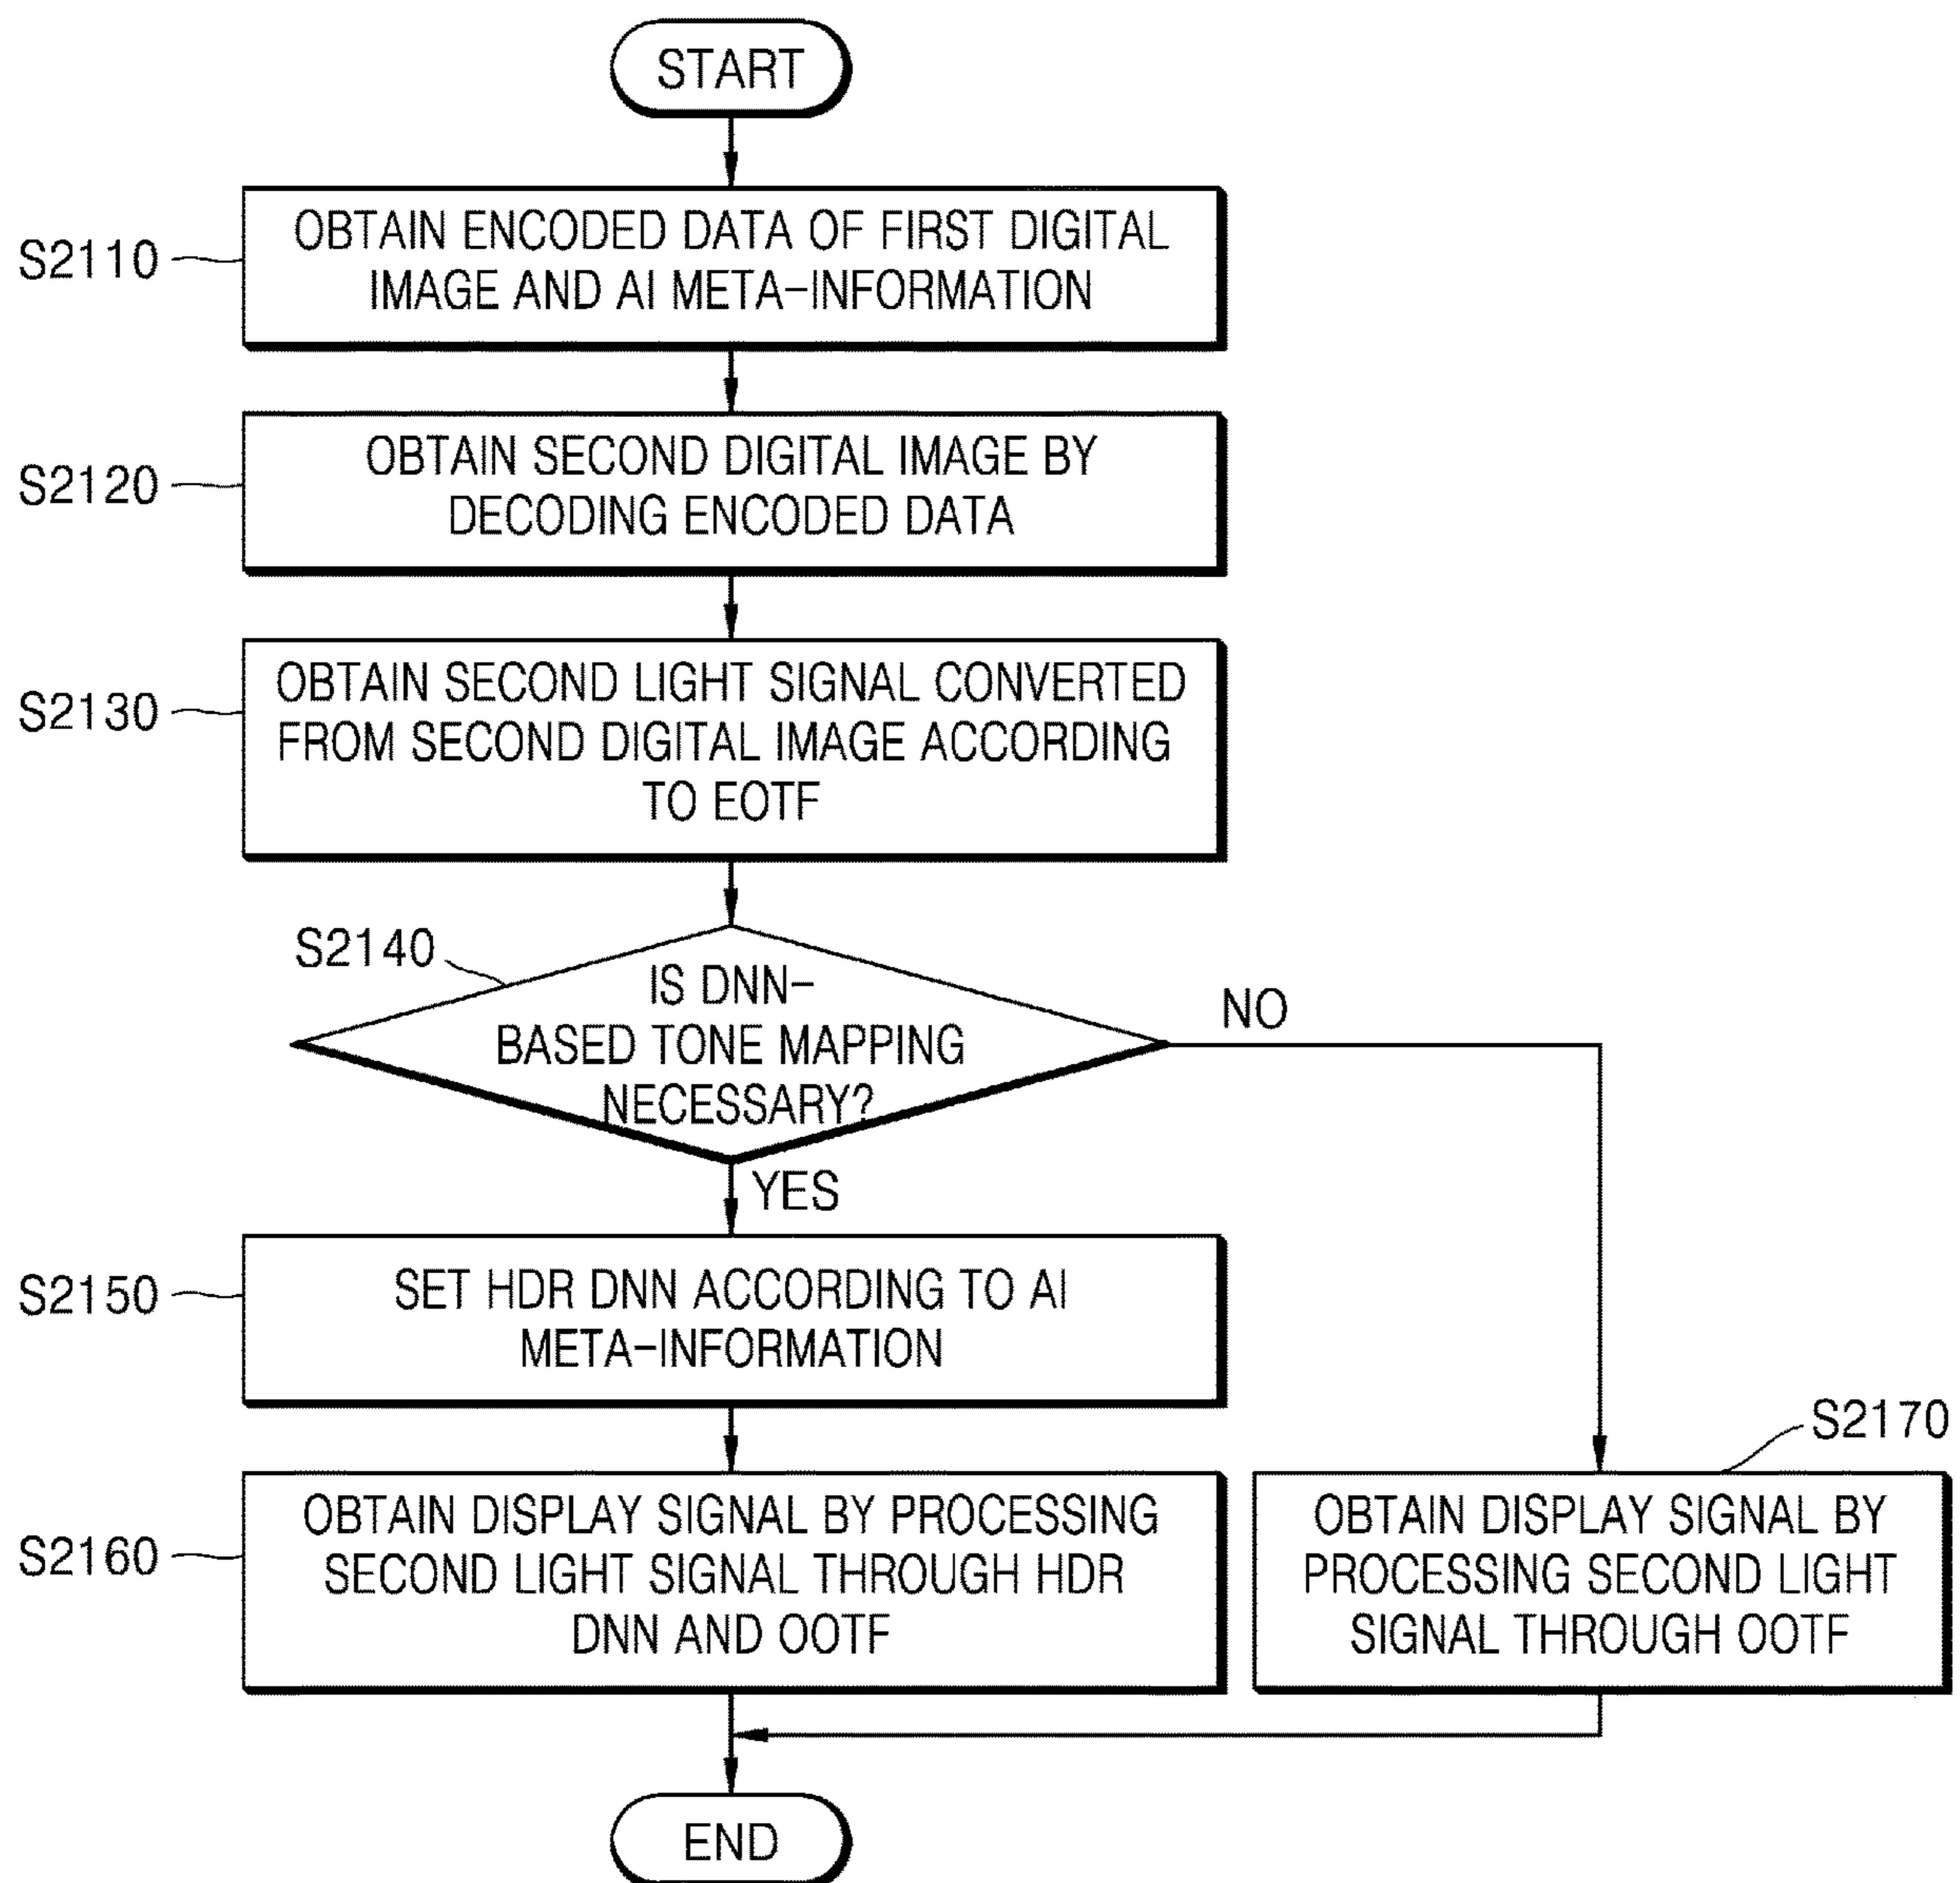 START
S2110
OBTAIN ENCODED DATA OF FIRST DIGITAL
IMAGE AND AI META-INFORMATION
S2120
OBTAIN SECOND DIGITAL IMAGE BY
DECODING ENCODED DATA
S2130
OBTAIN SECOND LIGHT SIGNAL CONVERTED
FROM SECOND DIGITAL IMAGE ACCORDING
TO EOTF
S2140
IS DNN-
BASED TONE MAPPING
NECESSARY?
NO
YES
S2150
SET HDR DNN ACCORDING TO AI
META-INFORMATION
S2160
OBTAIN DISPLAY SIGNAL BY PROCESSING
SECOND LIGHT SIGNAL THROUGH HDR
DNN AND OOTF
S2170
OBTAIN DISPLAY SIGNAL BY
PROCESSING SECOND LIGHT
SIGNAL THROUGH OOTF
END